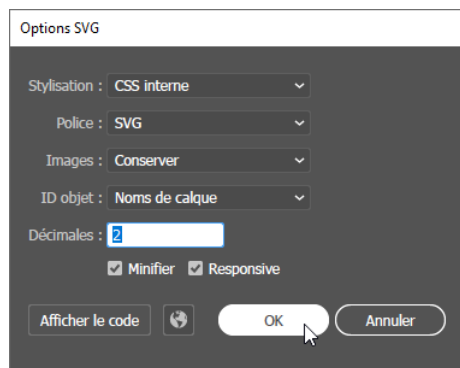 Options SVG
Stylisation : CSS interne
Police : SVG
Images : Conserver
ID objet : Noms de calque
Décimales : 2
Minifier Responsive
Afficher le code OK Annuler